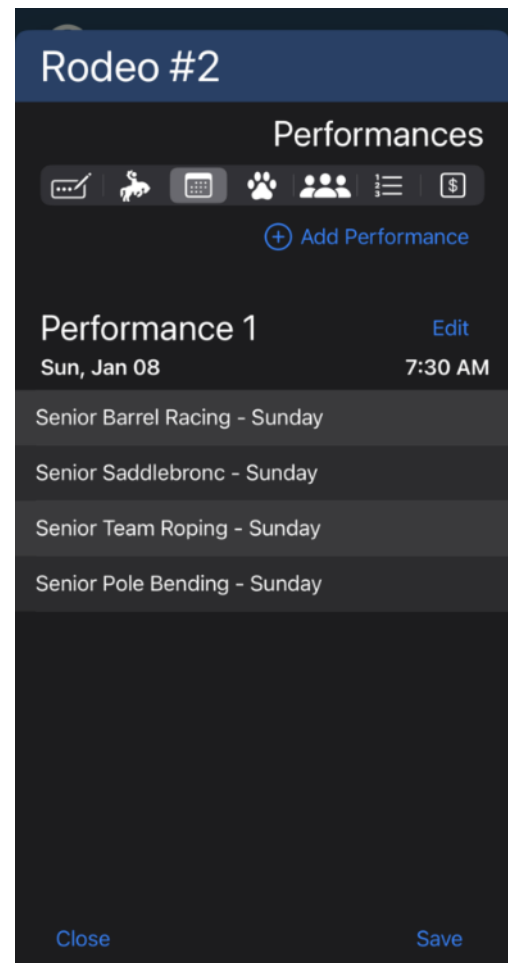 Rodeo #2
Performances
Add Performance
Performance 1 Edit
Sun, Jan 08 7:30 AM
Senior Barrel Racing - Sunday
Senior Saddlebronc - Sunday
Senior Team Roping - Sunday
Senior Pole Bending - Sunday
Close Save